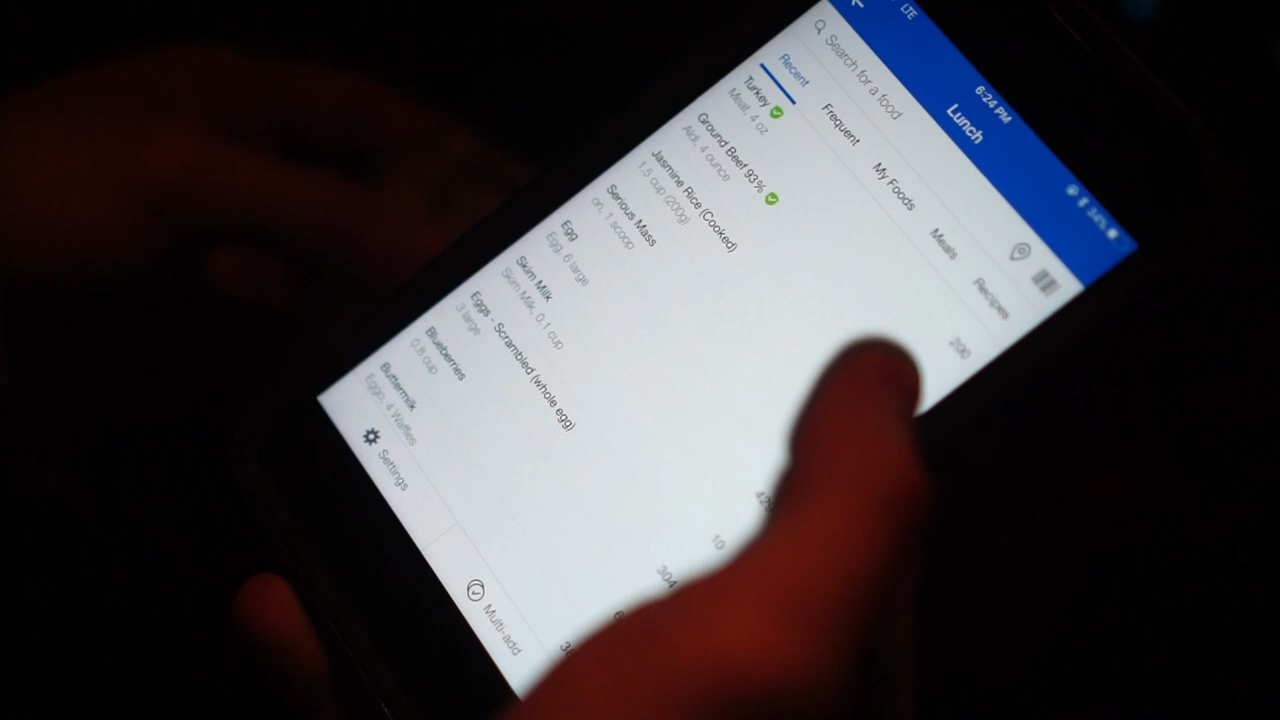 LTE
6:24 PM
34%
Lunch
Search for a food
Recent
Frequent
My Foods
Meals
Recipes
Turkey
Meat, 4 oz
200
Ground Beef 93%
Aldi, 4 ounce
Jasmine Rice (Cooked)
1.5 cup (200g)
Serious Mass
on, 1 scoop
Egg
Egg, 6 large
429
Skim Milk
Skim Milk, 0.1 cup
10
Eggs - Scrambled (whole egg)
3 large
304
Blueberries
0.8 cup
Buttermilk
Eggo, 4 Waffles
Settings
Multi-add